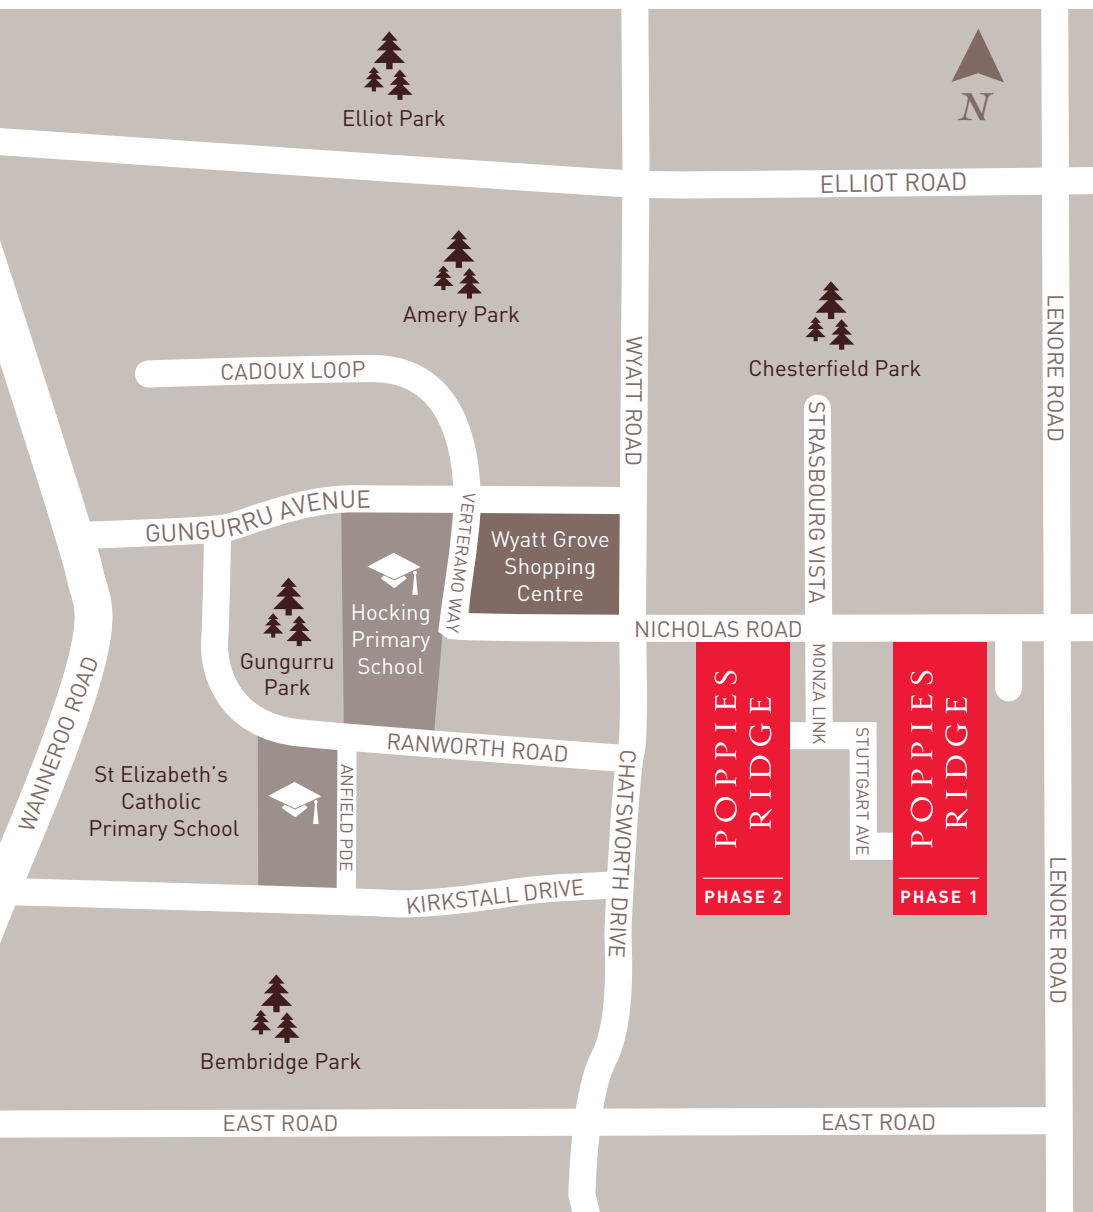 Elliot Park
N
ELLIOT ROAD
Amery Park
LENORE ROAD
WYATT ROAD
Chesterfield Park
CADOUX LOOP
STRASBOURG VISTA
GUNGURRU AVENUE
VERTERAMO WAY
Wyatt Grove
Shopping
Centre
Hocking
Primary
School
NICHOLAS ROAD
Gungurru
Park
MONZA LINK
WANNEROO ROAD
RANWORTH ROAD
POPPIES
RIDGE
PHASE 2
STUTTGART AVE
POPPIES
RIDGE
PHASE 1
St Elizabeth's
Catholic
Primary School
ANFIELD PDE
CHATSWORTH DRIVE
KIRKSTALL DRIVE
LENORE ROAD
Bembridge Park
EAST ROAD
EAST ROAD